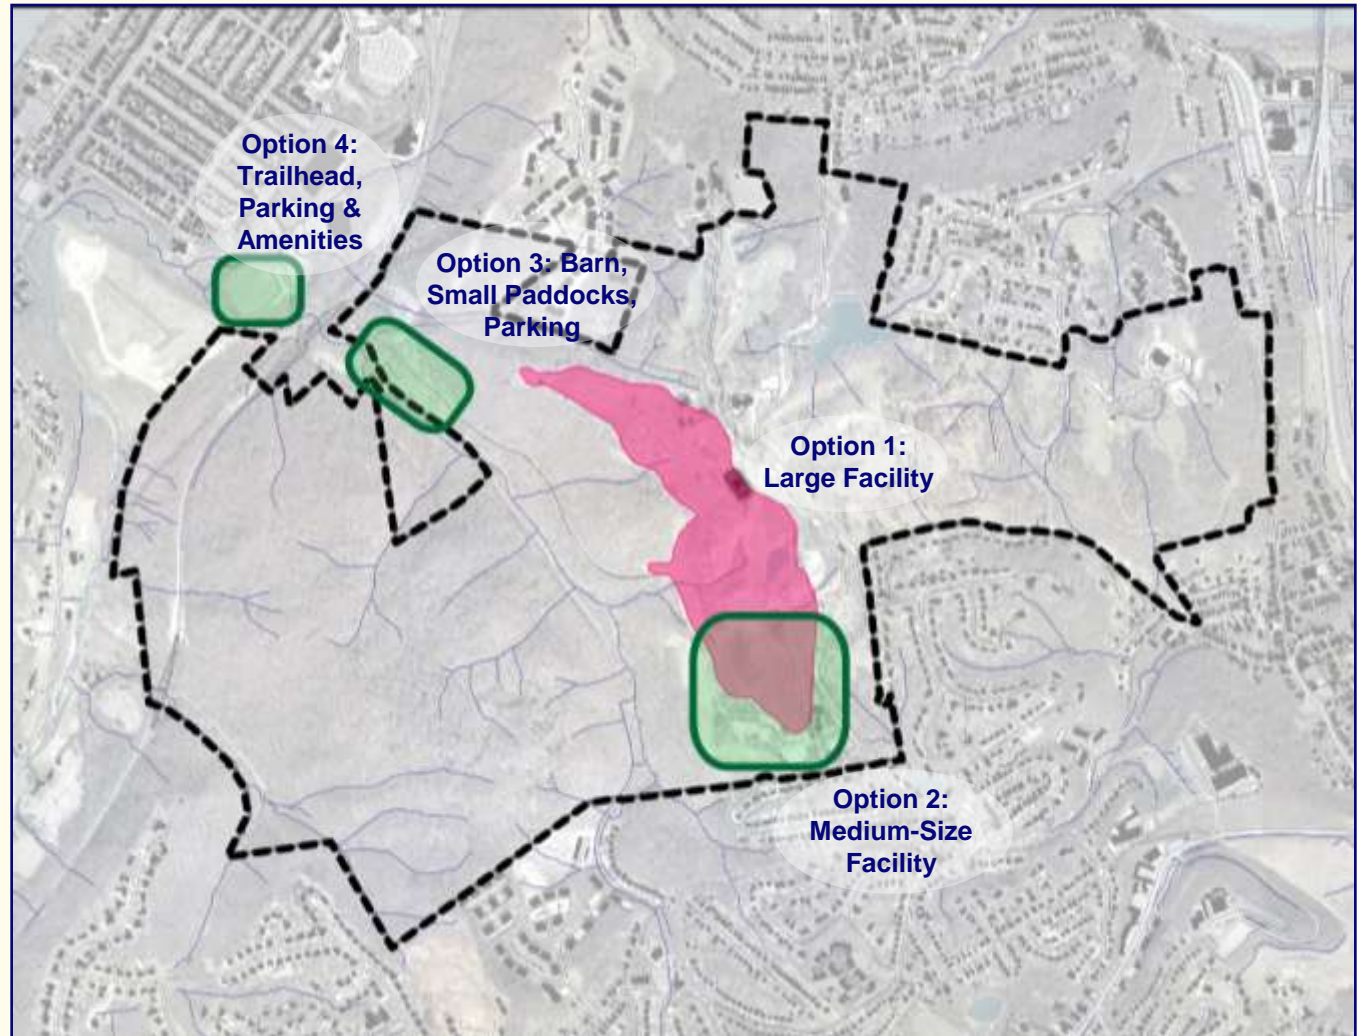 Option 4:
Trailhead,
Parking &
Amenities
Option 3: Barn,
Small Paddocks,
Parking
Option 1:
Large Facility
Option 2:
Medium-Size
Facility